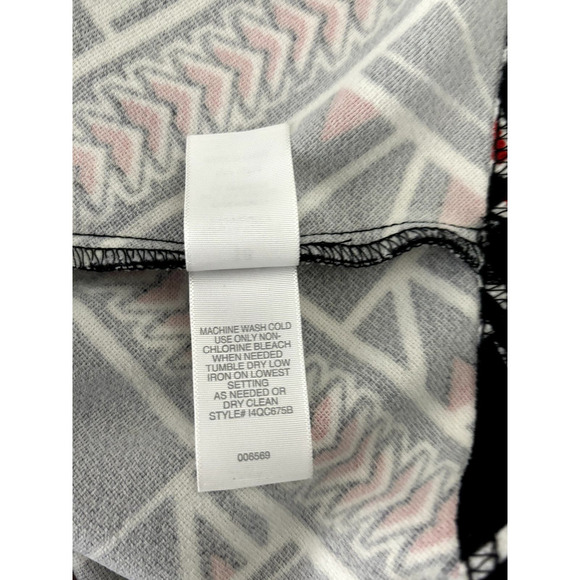 MACHINE WASH COLD
USE ONLY NON-
CHLORINE BLEACH
WHEN NEEDED
TUMBLE DRY LOW
IRON ON LOWEST
SETTING
AS NEEDED OR
DRY CLEAN
STYLE# I4QC675B
006569